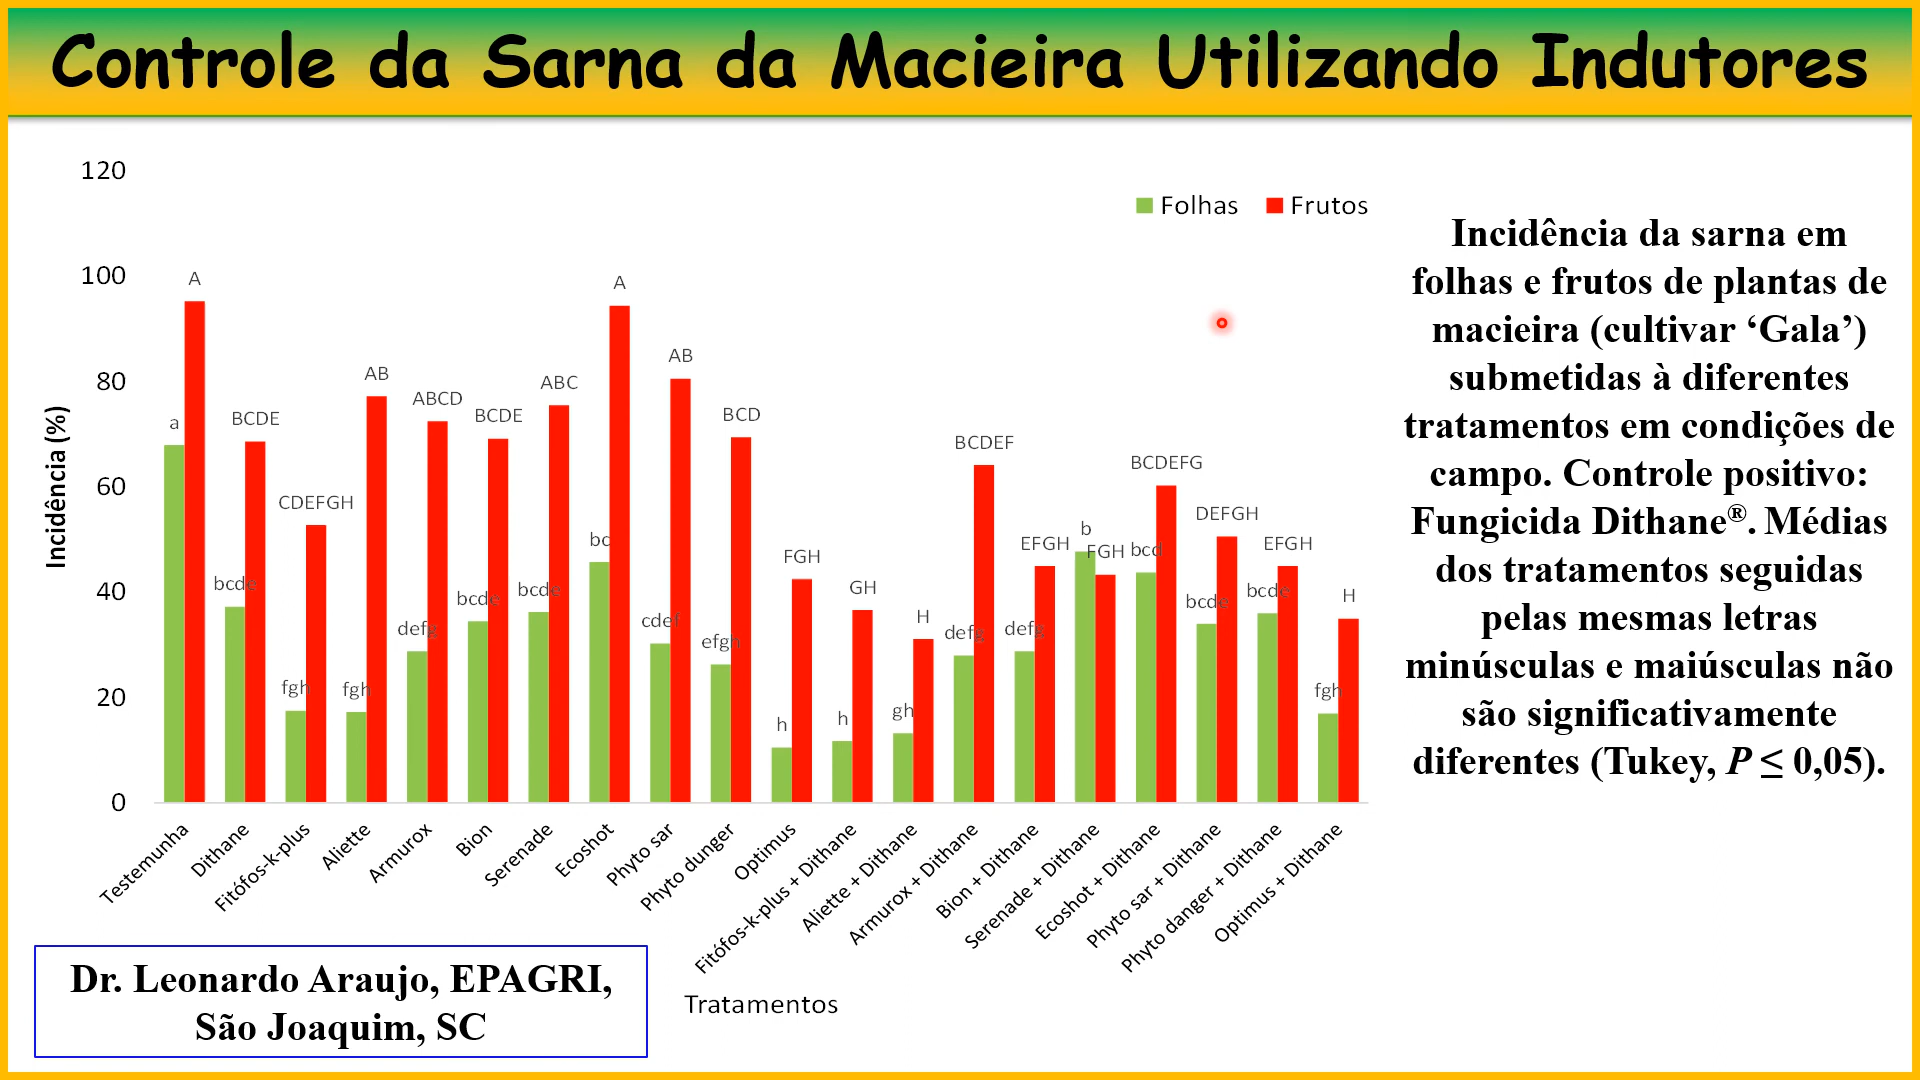 Controle da Sarna da Macieira Utilizando Indutores
120
100
80
60
40
20
0
Incidência (%)
Folhas
Frutos
a
A
bcde
BCDE
fgh
CDEFGH
fgh
AB
defg
ABCD
bcde
BCDE
bcde
ABC
bc
A
cdef
AB
efgh
BCD
h
FGH
h
GH
gh
H
defg
BCDEF
defg
EFGH
b
FGH
bcd
BCDEFG
bcde
DEFGH
bcde
EFGH
fgh
H
Testemunha
Dithane
Fitófos-k-plus
Aliette
Armurox
Bion
Serenade
Ecoshot
Phyto sar
Phyto dunger
Optimus
Fitófos-k-plus + Dithane
Aliette + Dithane
Armurox + Dithane
Bion + Dithane
Serenade + Dithane
Ecoshot + Dithane
Phyto sar + Dithane
Phyto danger + Dithane
Optimus + Dithane
Tratamentos
Incidência da sarna em
folhas e frutos de plantas de
macieira (cultivar ‘Gala’)
submetidas à diferentes
tratamentos em condições de
campo. Controle positivo:
Fungicida Dithane®. Médias
dos tratamentos seguidas
pelas mesmas letras
minúsculas e maiúsculas não
são significativamente
diferentes (Tukey, P ≤ 0,05).
Dr. Leonardo Araujo, EPAGRI,
São Joaquim, SC